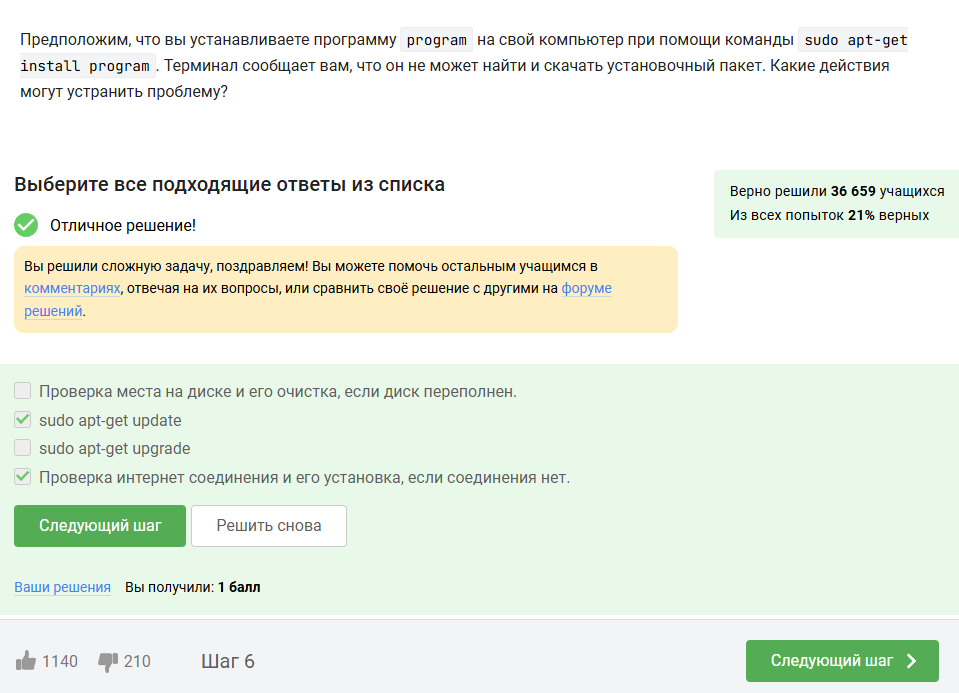 Предположим, что вы устанавливаете программу program на свой компьютер при помощи команды sudo apt-get
install program. Терминал сообщает вам, что он не может найти и скачать установочный пакет. Какие действия
могут устранить проблему?
Выберите все подходящие ответы из списка
Верно решили 36 659 учащихся
Из всех попыток 21% верных
Отличное решение!
Вы решили сложную задачу, поздравляем! Вы можете помочь остальным учащимся в
комментариях, отвечая на их вопросы, или сравнить своё решение с другими на форуме
решений.
Проверка места на диске и его очистка, если диск переполнен.
sudo apt-get update
sudo apt-get upgrade
Проверка интернет соединения и его установка, если соединения нет.
Следующий шаг
Решить снова
Ваши решения Вы получили: 1 балл
1140 210 Шаг 6 Следующий шаг